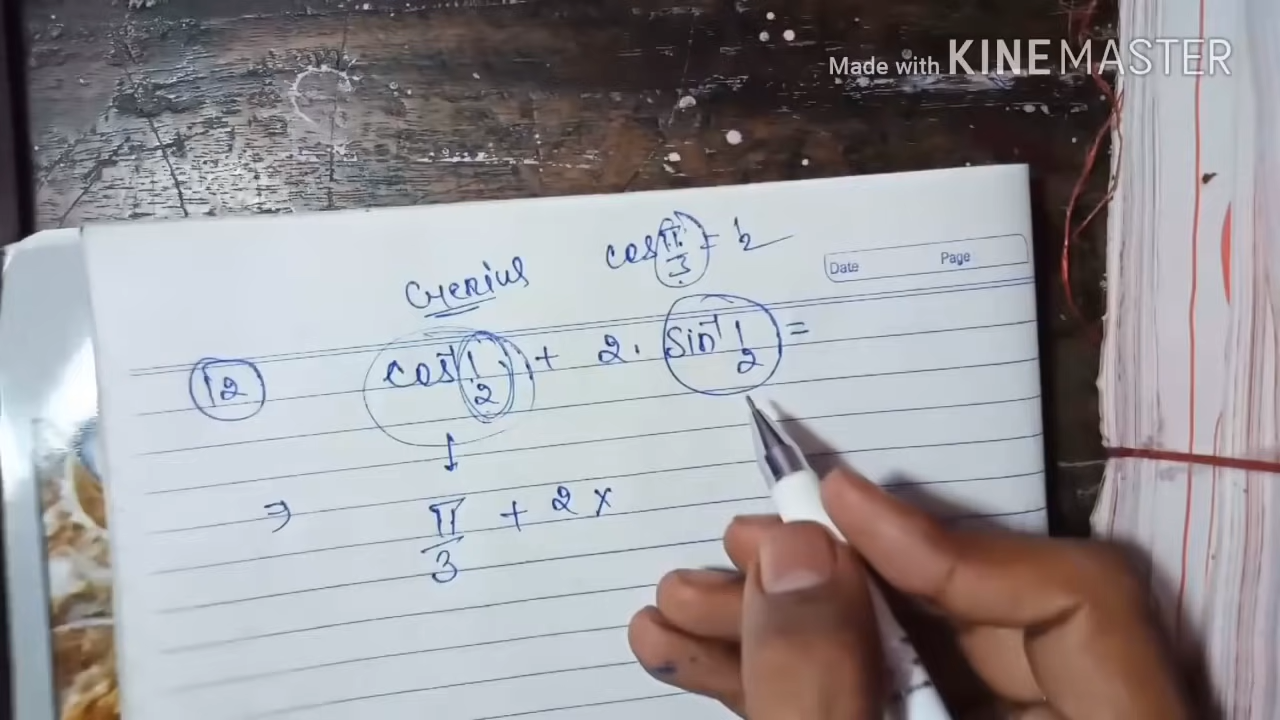 Made with KINEMASTER
cos π/3 = 1/2
Genius
Date Page
12 cos⁻¹(1/2) + 2 · sin⁻¹ 1/2 =
↓
⇒ π/3 + 2 ×